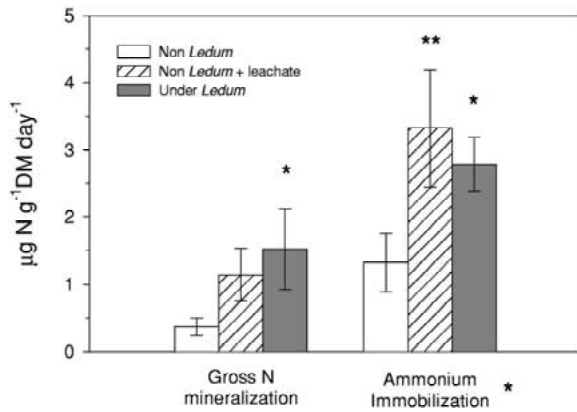 5
4
3
2
1
0
µg N g⁻¹DM day⁻¹
Non Ledum
Non Ledum + leachate
Under Ledum
*
**
*
Gross N
mineralization
Ammonium
Immobilization *